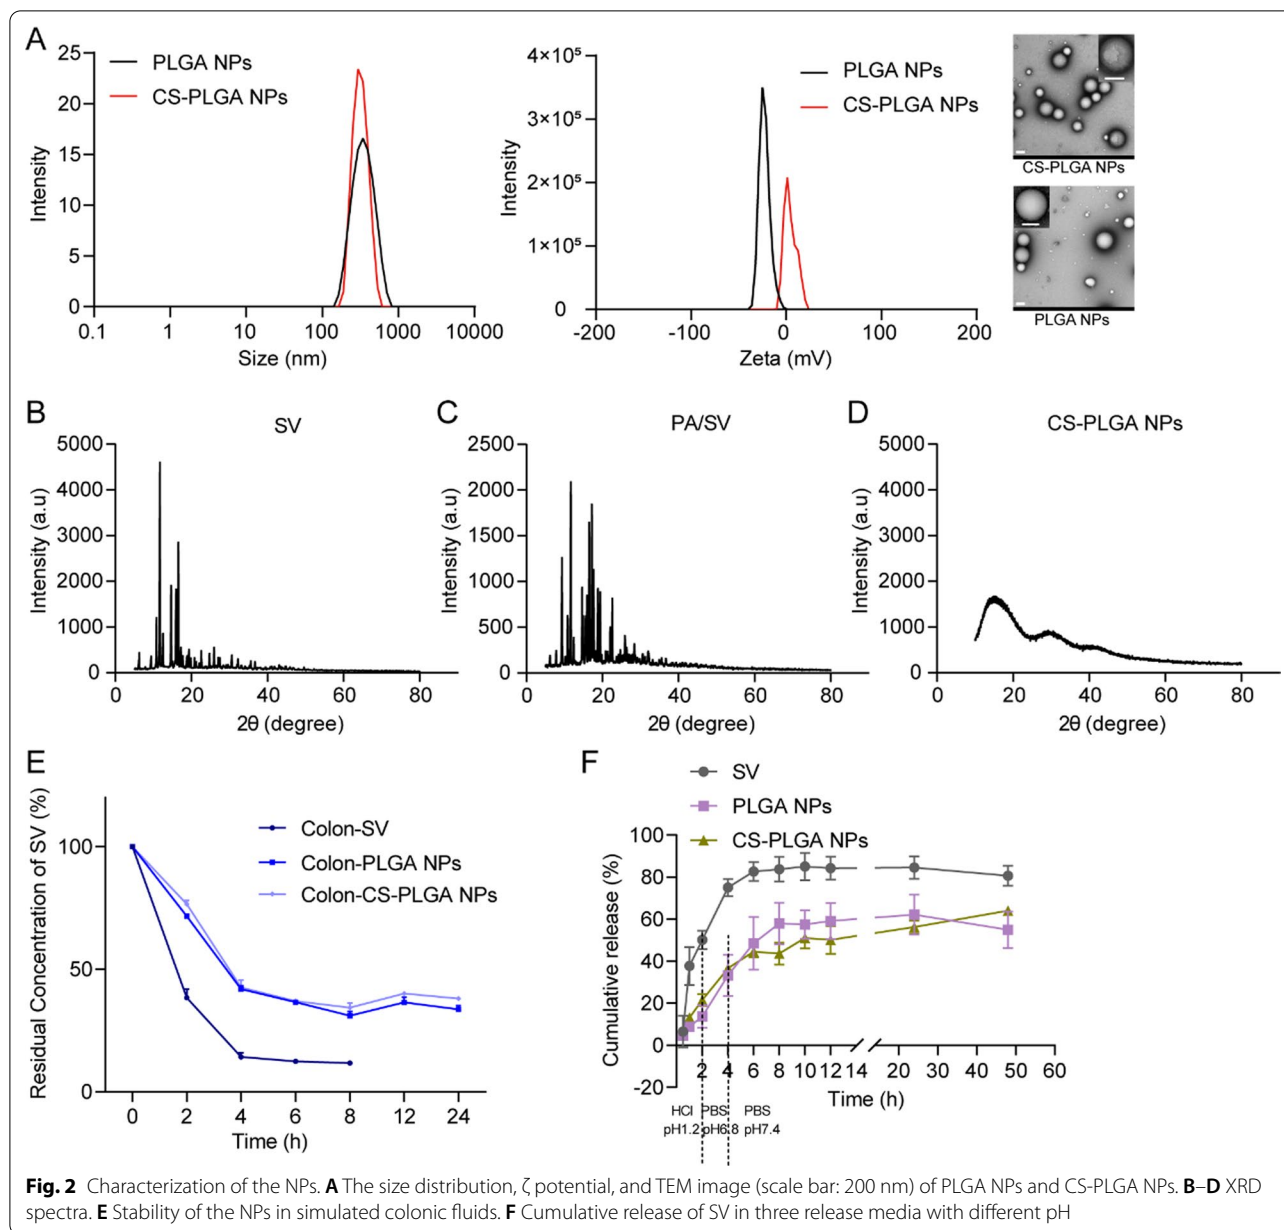 A
25
20
15
10
5
0
Intensity
PLGA NPs
CS-PLGA NPs
0.1 1 10 100 1000 10000
Size (nm)
4×10⁵
3×10⁵
2×10⁵
1×10⁵
0
Intensity
PLGA NPs
CS-PLGA NPs
-200 -100 0 100 200
Zeta (mV)
CS-PLGA NPs
PLGA NPs
B
SV
5000
4000
3000
2000
1000
0
Intensity (a.u)
0 20 40 60 80
2θ (degree)
C
PA/SV
2500
2000
1500
1000
500
0
Intensity (a.u)
0 20 40 60 80
2θ (degree)
D
CS-PLGA NPs
5000
4000
3000
2000
1000
0
Intensity (a.u)
0 20 40 60 80
2θ (degree)
E
Residual Concentration of SV (%)
100
50
0
Colon-SV
Colon-PLGA NPs
Colon-CS-PLGA NPs
0 2 4 6 8 12 24
Time (h)
F
SV
PLGA NPs
CS-PLGA NPs
Cumulative release (%)
100
80
60
40
20
0
-20
2 4 6 8 10 12 14 20 30 40 50 60
Time (h)
HCl PBS PBS
pH1.2 pH6.8 pH7.4
Fig. 2 Characterization of the NPs. A The size distribution, ζ potential, and TEM image (scale bar: 200 nm) of PLGA NPs and CS-PLGA NPs. B–D XRD
spectra. E Stability of the NPs in simulated colonic fluids. F Cumulative release of SV in three release media with different pH